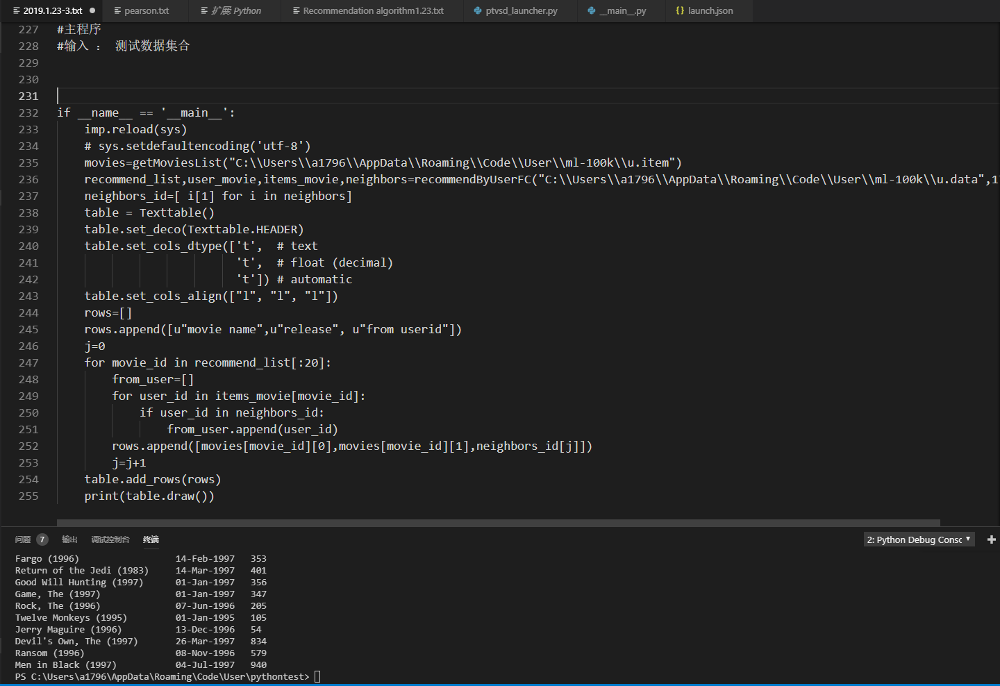 2019.1.23-3.txt pearson.txt 扩展: Python Recommendation algorithm1.23.txt ptvsd_launcher.py __main__.py {} launch.json
227 #主程序
228 #输入 ： 测试数据集合
229
230
231
232 if __name__ == '__main__':
233 imp.reload(sys)
234 # sys.setdefaultencoding('utf-8')
235 movies=getMoviesList("C:\\Users\\a1796\\AppData\\Roaming\\Code\\User\\ml-100k\\u.item")
236 recommend_list,user_movie,items_movie,neighbors=recommendByUserFC("C:\\Users\\a1796\\AppData\\Roaming\\Code\\User\\ml-100k\\u.data",1
237 neighbors_id=[ i[1] for i in neighbors]
238 table = Texttable()
239 table.set_deco(Texttable.HEADER)
240 table.set_cols_dtype(['t',  # text
241 't',  # float (decimal)
242 't']) # automatic
243 table.set_cols_align(["l", "l", "l"])
244 rows=[]
245 rows.append([u"movie name",u"release", u"from userid"])
246 j=0
247 for movie_id in recommend_list[:20]:
248 from_user=[]
249 for user_id in items_movie[movie_id]:
250 if user_id in neighbors_id:
251 from_user.append(user_id)
252 rows.append([movies[movie_id][0],movies[movie_id][1],neighbors_id[j]])
253 j=j+1
254 table.add_rows(rows)
255 print(table.draw())
问题 7 输出 调试控制台 终端 2: Python Debug Consc
Fargo (1996) 14-Feb-1997 353
Return of the Jedi (1983) 14-Mar-1997 401
Good Will Hunting (1997) 01-Jan-1997 356
Game, The (1997) 01-Jan-1997 347
Rock, The (1996) 07-Jun-1996 205
Twelve Monkeys (1995) 01-Jan-1995 105
Jerry Maguire (1996) 13-Dec-1996 54
Devil's Own, The (1997) 26-Mar-1997 834
Ransom (1996) 08-Nov-1996 579
Men in Black (1997) 04-Jul-1997 940
PS C:\Users\a1796\AppData\Roaming\Code\User\pythontest>